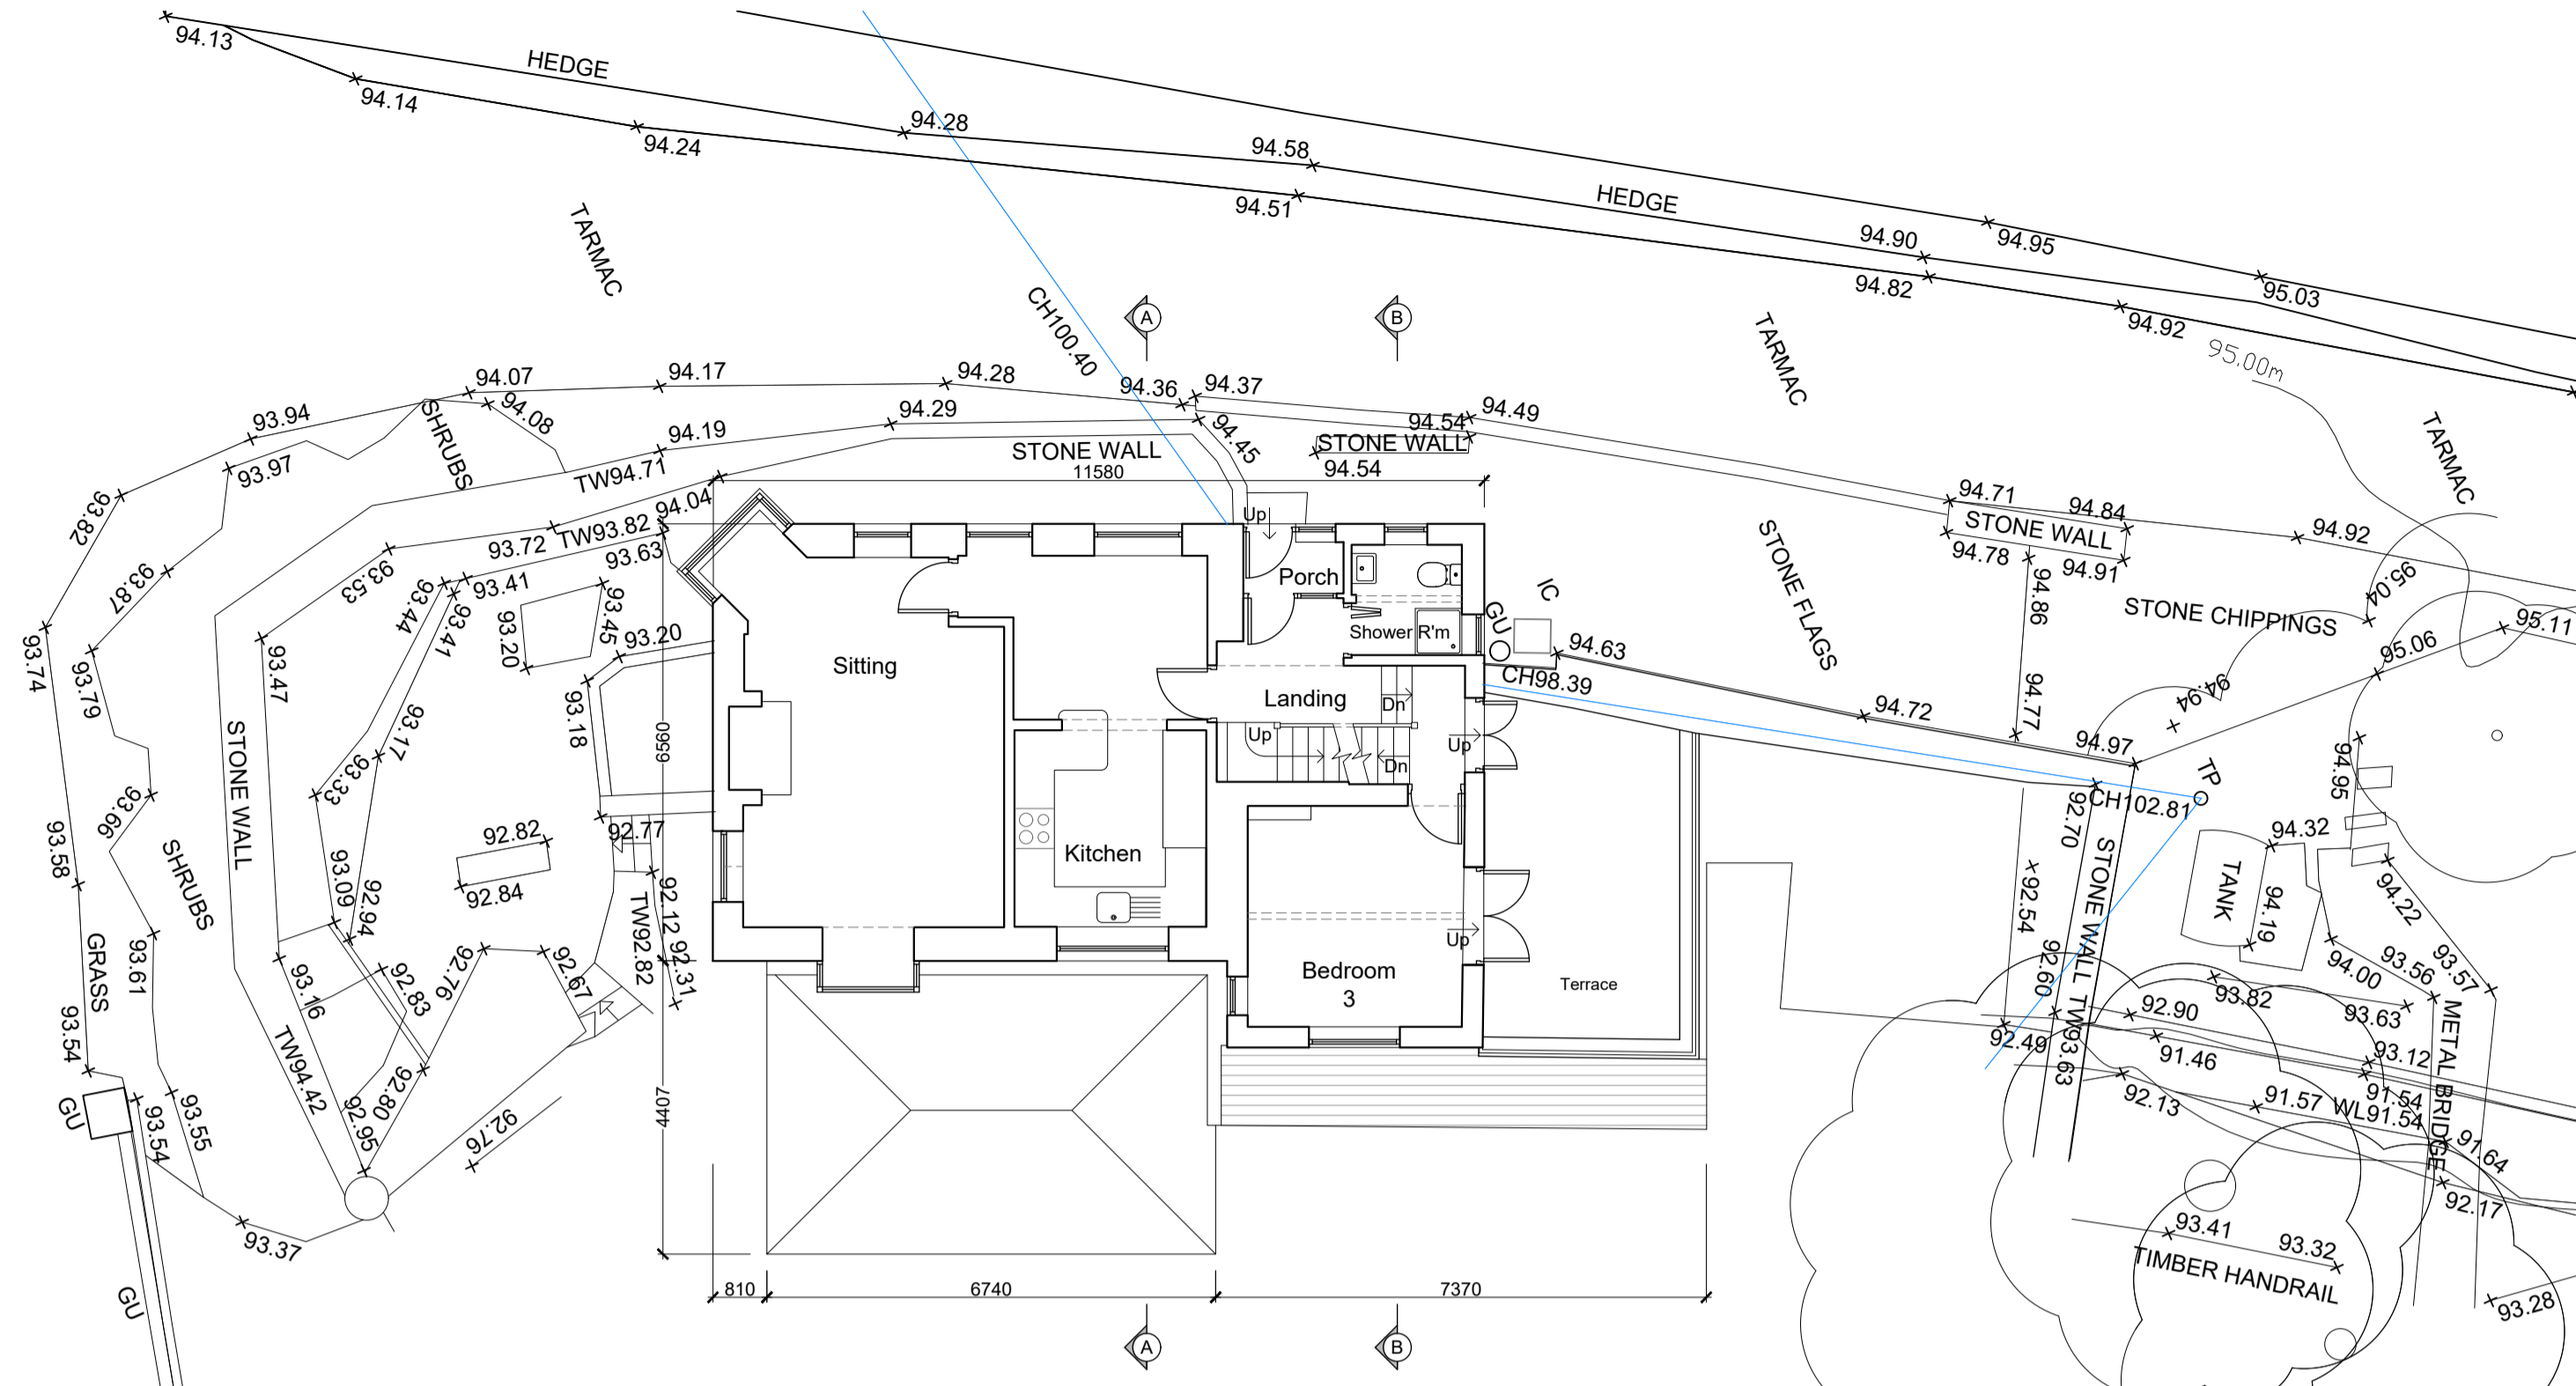 94.13
HEDGE
94.14
94.24
94.28
94.58
94.51
HEDGE
94.90
94.95
94.82
95.03
94.92
95.00m
TARMAC
TARMAC
TARMAC
CH100.40
A
B
94.07
94.17
94.28
94.36
94.37
94.49
94.54
94.08
93.94
93.97
SHRUBS
94.19
94.29
94.45
STONE WALL
STONE WALL
94.54
11580
TW94.71
94.04
TW93.82
93.63
93.72
93.82
93.87
93.53
93.44
93.41
93.41
93.45
93.20
93.20
93.18
93.74
93.79
93.47
93.17
93.33
93.66
STONE WALL
93.58
SHRUBS
93.09
92.94
92.82
92.84
92.77
92.12
92.31
TW92.82
93.61
GRASS
93.54
93.16
92.83
92.76
92.67
TW94.42
92.80
92.95
92.76
GU
93.54
93.55
93.37
GU
6560
4407
Up
Porch
Shower R'm
Sitting
Landing
Dn
Up
Dn
Up
Kitchen
Bedroom
3
Up
Terrace
GU
IC
94.63
CH98.39
STONE FLAGS
94.72
94.71
94.84
STONE WALL
94.78
94.91
94.92
94.86
94.77
STONE CHIPPINGS
95.04
95.11
95.06
94.94
94.97
TP
CH102.81
92.70
94.95
94.32
TANK
94.19
94.22
92.54
STONE WALL
TW93.63
92.60
94.00
93.56
93.57
93.82
93.63
92.90
92.49
91.46
93.12
91.54
92.13
91.57
WL91.54
METAL BRIDGE
91.64
92.17
93.41
93.32
TIMBER HANDRAIL
93.28
810
6740
7370
A
B